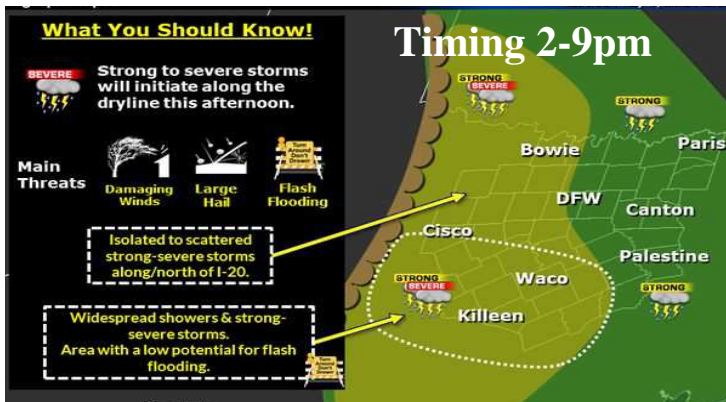 What You Should Know!
Timing 2-9pm
SEVERE
Strong to severe storms
will initiate along the
dryline this afternoon.
Main
Threats
Damaging
Winds
Large
Hail
Turn
Around
Don't
Drown
Flash
Flooding
Isolated to scattered
strong-severe storms
along/north of I-20.
Widespread showers & strong-
severe storms.
Area with a low potential for flash
flooding.
Turn
Around
Don't
Drown
STRONG
SEVERE
STRONG
Bowie
Paris
DFW
Canton
Cisco
Palestine
STRONG
SEVERE
Waco
STRONG
Killeen